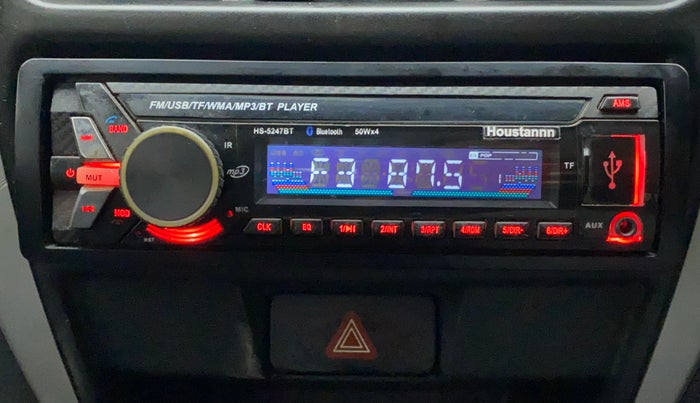 FM/USB/TF/WMA/MP3/BT PLAYER
AMS
BAND
HS-5247BT Bluetooth 50Wx4
Houstannn
IR
mp3
POP
F3 87.5
TF
MUT
MOD
MIC
RST
CLK EQ 1/▶|| 2/INT 3/RPT 4/RDM 5/DIR- 6/DIR+
AUX